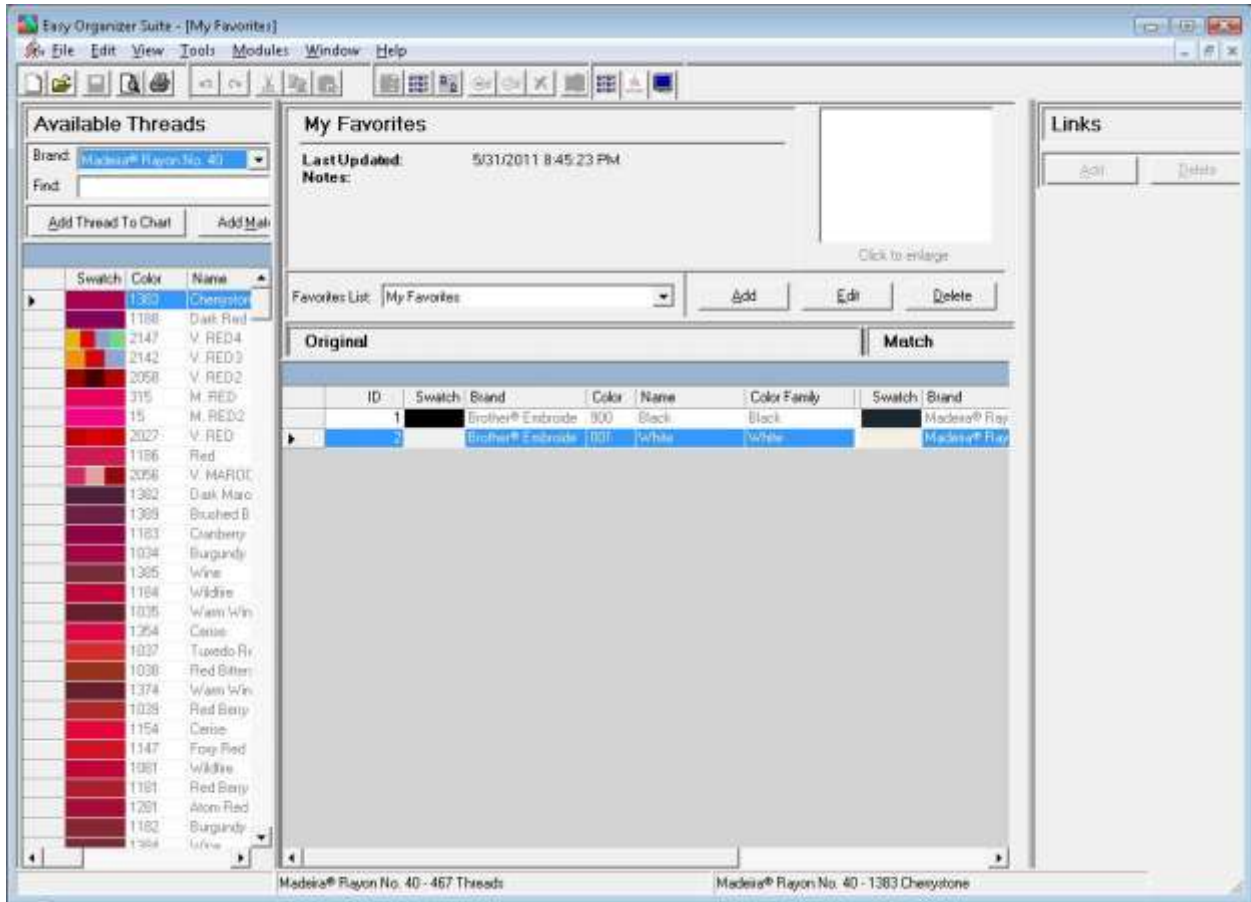 Easy Organizer Suite - [My Favorites]
File Edit View Tools Modules Window Help
Available Threads
Brand: Madeira® Rayon No. 40
Find:
Add Thread To Chart Add Mat
Swatch Color Name
1383 Cherryston
1188 Dark Red
2147 V. RED4
2142 V. RED3
2058 V. RED2
315 M. RED
15 M. RED2
2027 V. RED
1186 Red
2056 V. MAROC
1382 Dark Maro
1389 Brushed B
1183 Cranberry
1034 Burgundy
1385 Wine
1184 Wildfire
1035 Warm Win
1354 Cerise
1037 Tuxedo Re
1038 Red Bitter
1374 Warm Win
1039 Red Berry
1154 Cerise
1147 Foxy Red
1081 Wildfire
1181 Red Berry
1281 Atom Red
1182 Burgundy
1384 Wine
My Favorites
Last Updated: 5/31/2011 8:45:23 PM
Notes:
Click to enlarge
Favorites List: My Favorites Add Edit Delete
Original Match
ID Swatch Brand Color Name Color Family Swatch Brand
1 Brother® Embroide 900 Black Black Madeira® Ray
2 Brother® Embroide 001 White White Madeira® Ray
Links
Add Delete
Madeira® Rayon No. 40 - 467 Threads Madeira® Rayon No. 40 - 1383 Cherrystone